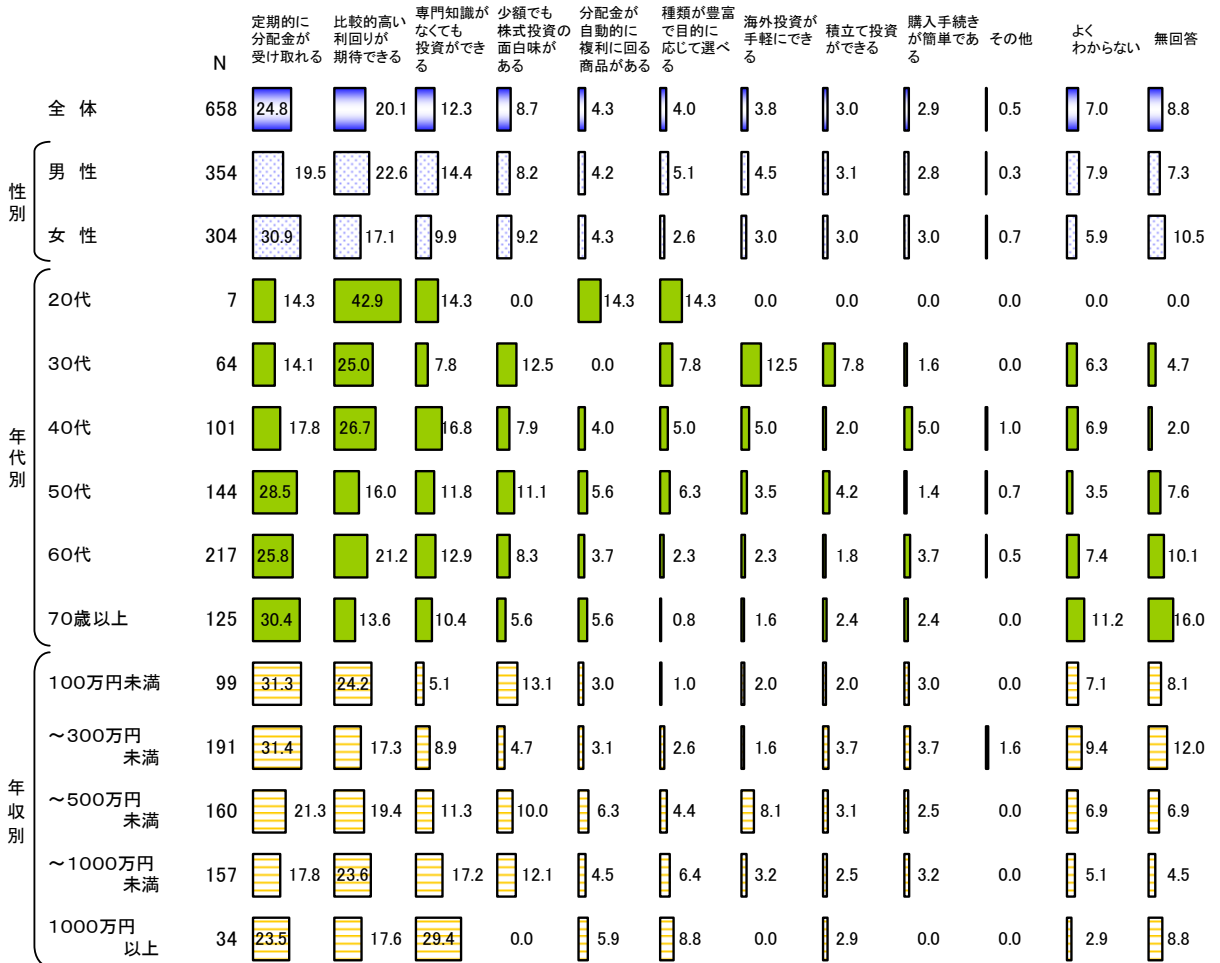 N
定期的に
分配金が
受け取れる
比較的高い
利回りが
期待できる
専門知識が
なくても
投資ができ
る
少額でも
株式投資の
面白味が
ある
分配金が
自動的に
複利に回る
商品がある
種類が豊富
で目的に
応じて選べ
る
海外投資が
手軽にでき
る
積立て投資
ができる
購入手続き
が簡単であ
る
その他
よく
わからない
無回答
全 体 658 24.8 20.1 12.3 8.7 4.3 4.0 3.8 3.0 2.9 0.5 7.0 8.8
性別
男 性 354 19.5 22.6 14.4 8.2 4.2 5.1 4.5 3.1 2.8 0.3 7.9 7.3
女 性 304 30.9 17.1 9.9 9.2 4.3 2.6 3.0 3.0 3.0 0.7 5.9 10.5
年代別
20代 7 14.3 42.9 14.3 0.0 14.3 14.3 0.0 0.0 0.0 0.0 0.0 0.0
30代 64 14.1 25.0 7.8 12.5 0.0 7.8 12.5 7.8 1.6 0.0 6.3 4.7
40代 101 17.8 26.7 16.8 7.9 4.0 5.0 5.0 2.0 5.0 1.0 6.9 2.0
50代 144 28.5 16.0 11.8 11.1 5.6 6.3 3.5 4.2 1.4 0.7 3.5 7.6
60代 217 25.8 21.2 12.9 8.3 3.7 2.3 2.3 1.8 3.7 0.5 7.4 10.1
70歳以上 125 30.4 13.6 10.4 5.6 5.6 0.8 1.6 2.4 2.4 0.0 11.2 16.0
年収別
100万円未満 99 31.3 24.2 5.1 13.1 3.0 1.0 2.0 2.0 3.0 0.0 7.1 8.1
～300万円
未満 191 31.4 17.3 8.9 4.7 3.1 2.6 1.6 3.7 3.7 1.6 9.4 12.0
～500万円
未満 160 21.3 19.4 11.3 10.0 6.3 4.4 8.1 3.1 2.5 0.0 6.9 6.9
～1000万円
未満 157 17.8 23.6 17.2 12.1 4.5 6.4 3.2 2.5 3.2 0.0 5.1 4.5
1000万円
以上 34 23.5 17.6 29.4 0.0 5.9 8.8 0.0 2.9 0.0 0.0 2.9 8.8